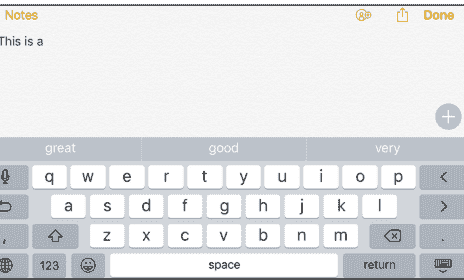 Notes
Done
This is a
great good very
q w e r t y u i o p
a s d f g h j k l
, z x c v b n m .
123 space return